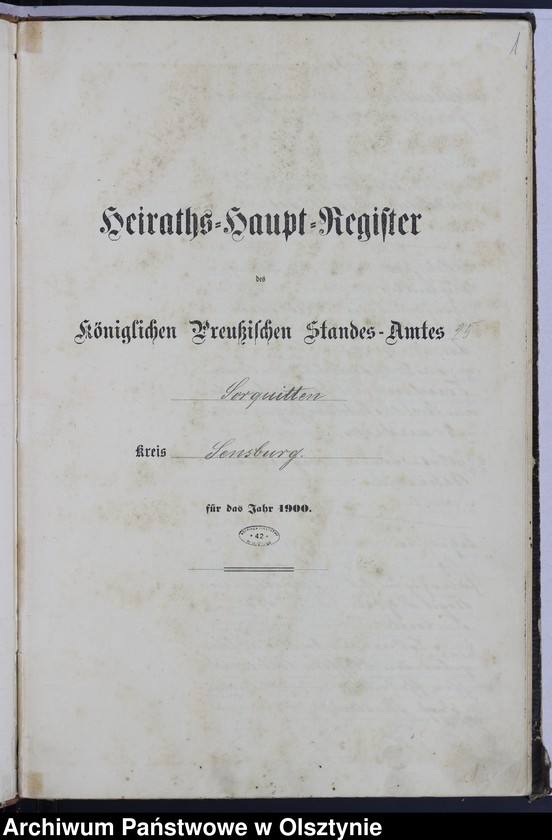 1
Heiraths-Haupt-Register
des
Königlichen Preußischen Standes-Amtes 95
Sorquitten
Kreis Sensburg.
für das Jahr 1900.
* 42 *
Archiwum Państwowe w Olsztynie